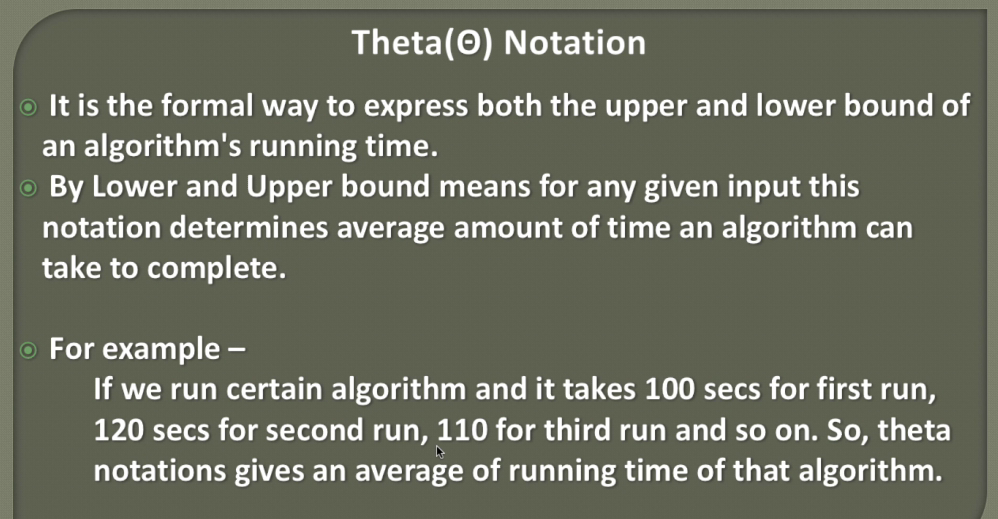 Theta(Θ) Notation
It is the formal way to express both the upper and lower bound of
an algorithm's running time.
By Lower and Upper bound means for any given input this
notation determines average amount of time an algorithm can
take to complete.
For example –
If we run certain algorithm and it takes 100 secs for first run,
120 secs for second run, 110 for third run and so on. So, theta
notations gives an average of running time of that algorithm.